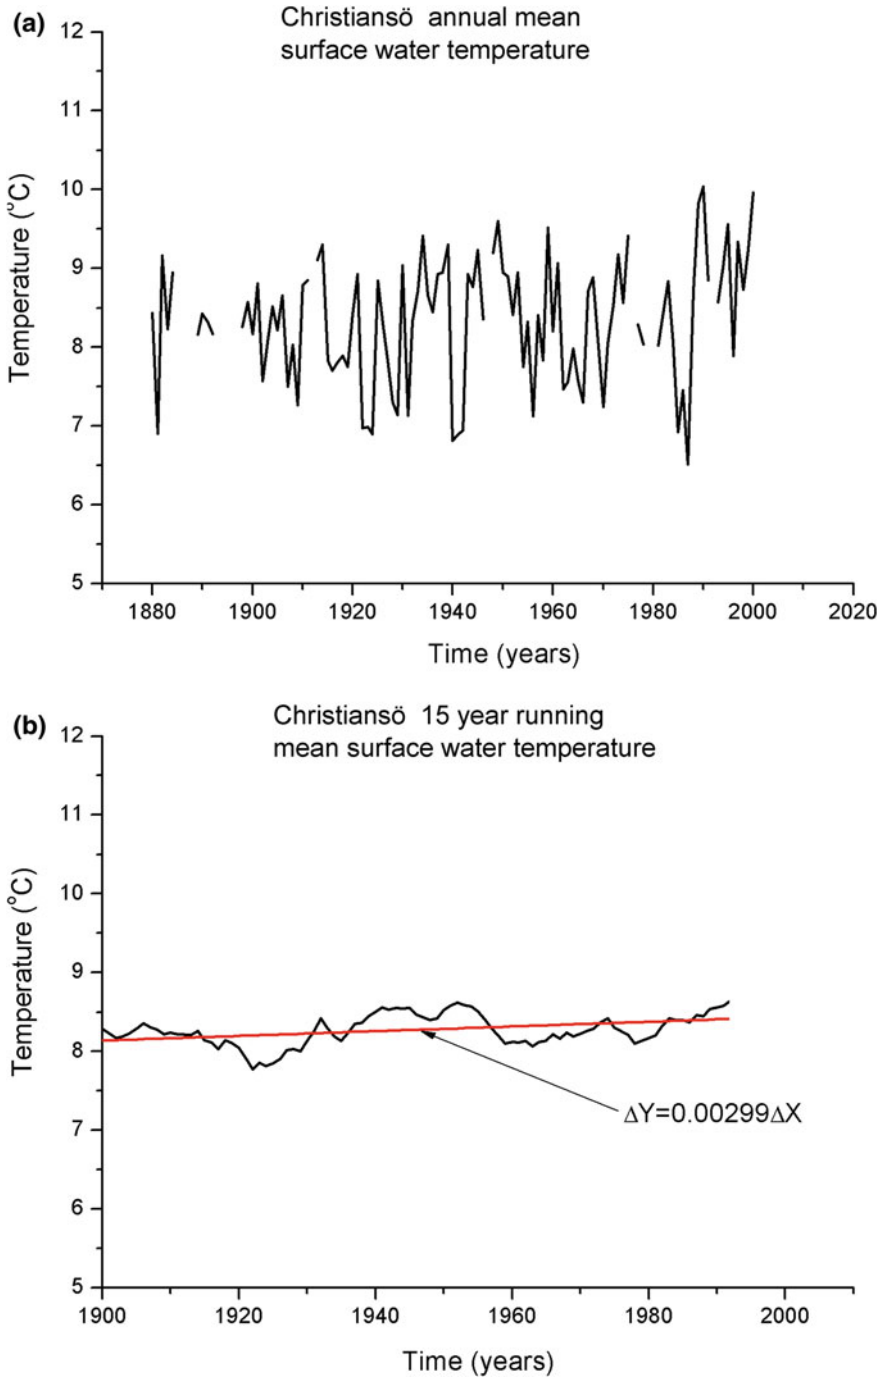 (a)
Christiansö annual mean
surface water temperature
12
11
10
9
8
7
6
5
Temperature (°C)
1880 1900 1920 1940 1960 1980 2000 2020
Time (years)
(b)
Christiansö 15 year running
mean surface water temperature
12
11
10
9
8
7
6
5
Temperature (°C)
ΔY=0.00299ΔX
1900 1920 1940 1960 1980 2000
Time (years)